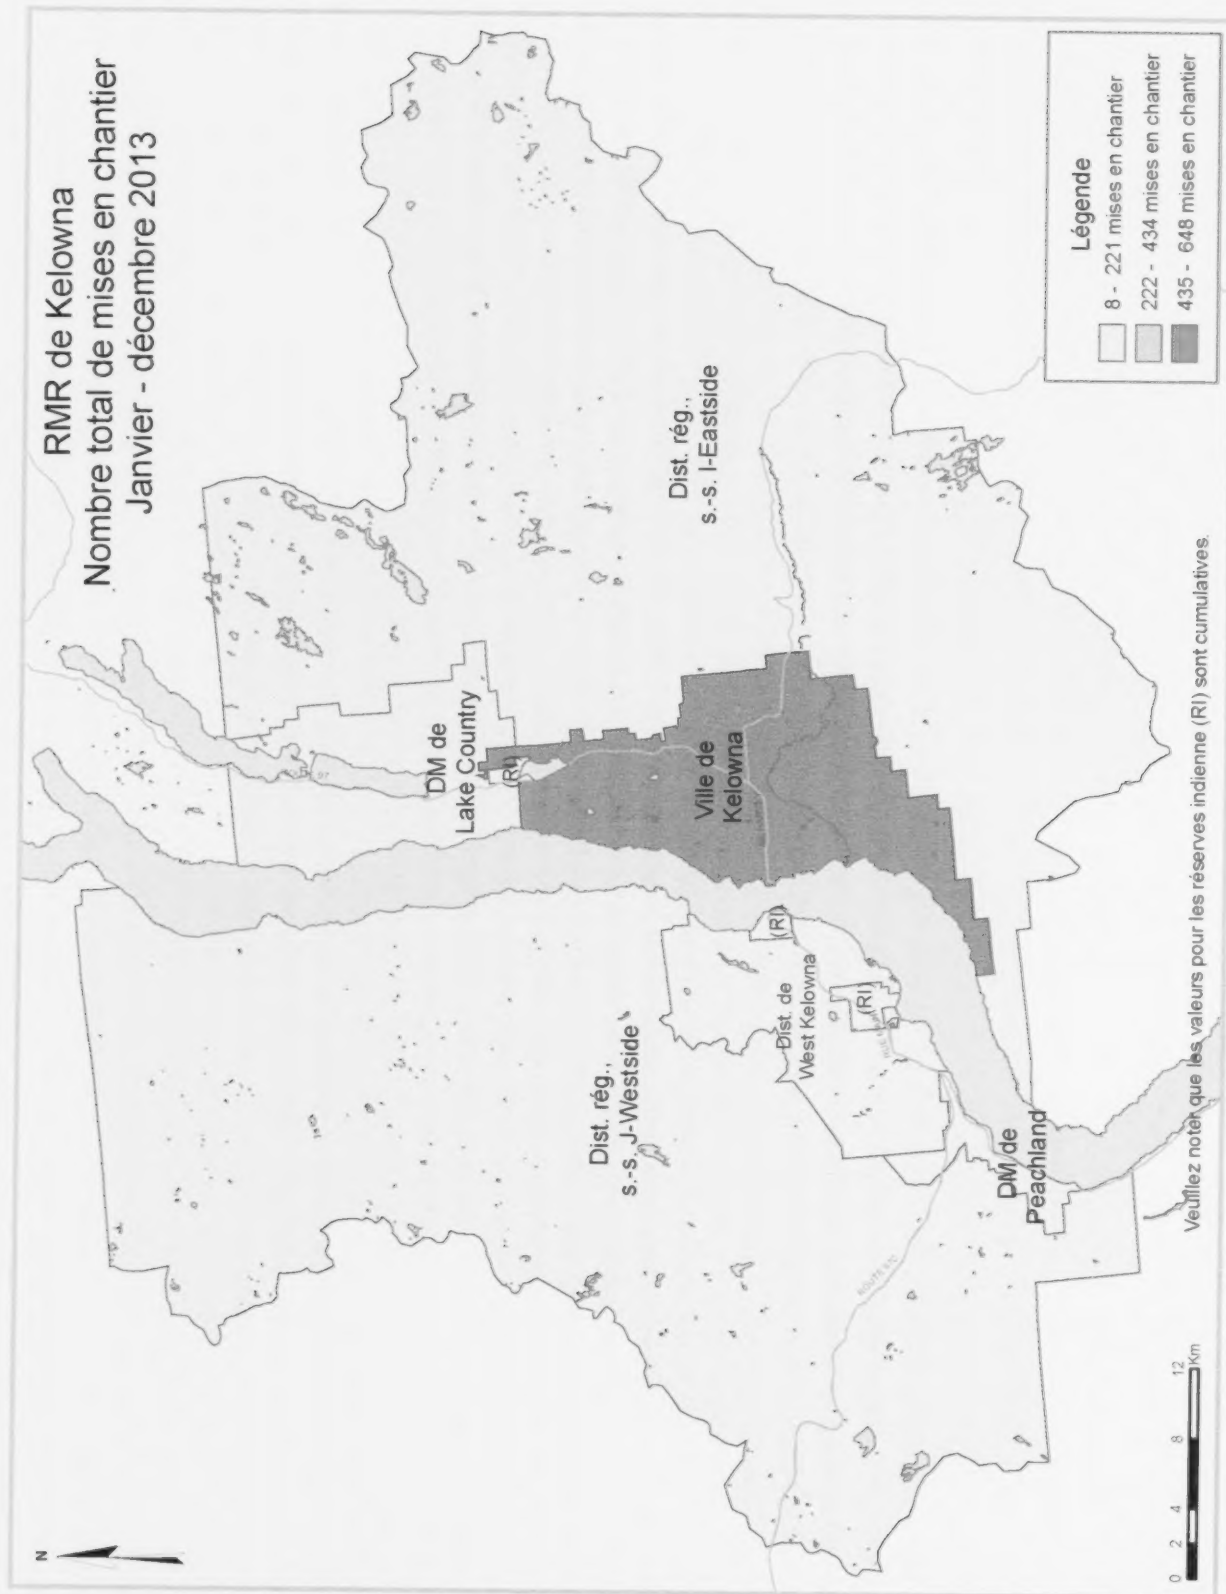 RMR de Kelowna
Nombre total de mises en chantier
Janvier - décembre 2013
N
DM de
Lake Country
(RI)
97
Ville de
Kelowna
Dist. rég.,
s.-s. I-Eastside
Dist. rég.,
s.-s. J-Westside
(RI)
Dist. de
West Kelowna
(RI)
DM de
Peachland
Légende
8 - 221 mises en chantier
222 - 434 mises en chantier
435 - 648 mises en chantier
0 2 4 8 12
Km
Veuillez noter que les valeurs pour les réserves indienne (RI) sont cumulatives.